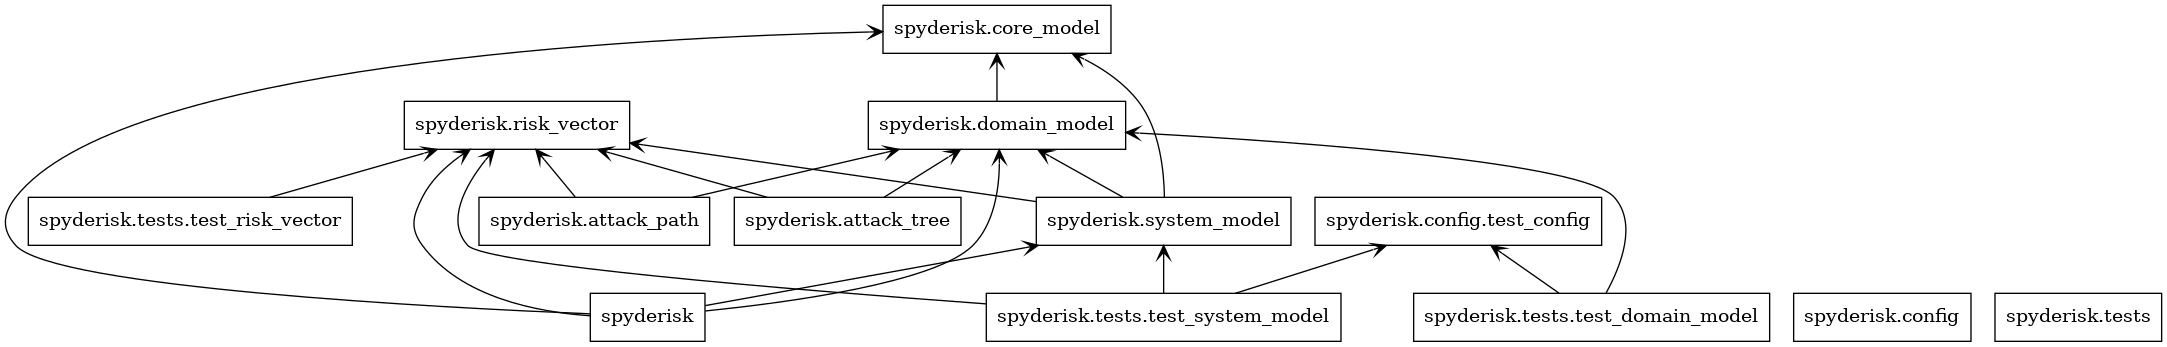 spyderisk.core_model
spyderisk.risk_vector
spyderisk.domain_model
spyderisk.tests.test_risk_vector
spyderisk.attack_path
spyderisk.attack_tree
spyderisk.system_model
spyderisk.config.test_config
spyderisk
spyderisk.tests.test_system_model
spyderisk.tests.test_domain_model
spyderisk.config
spyderisk.tests